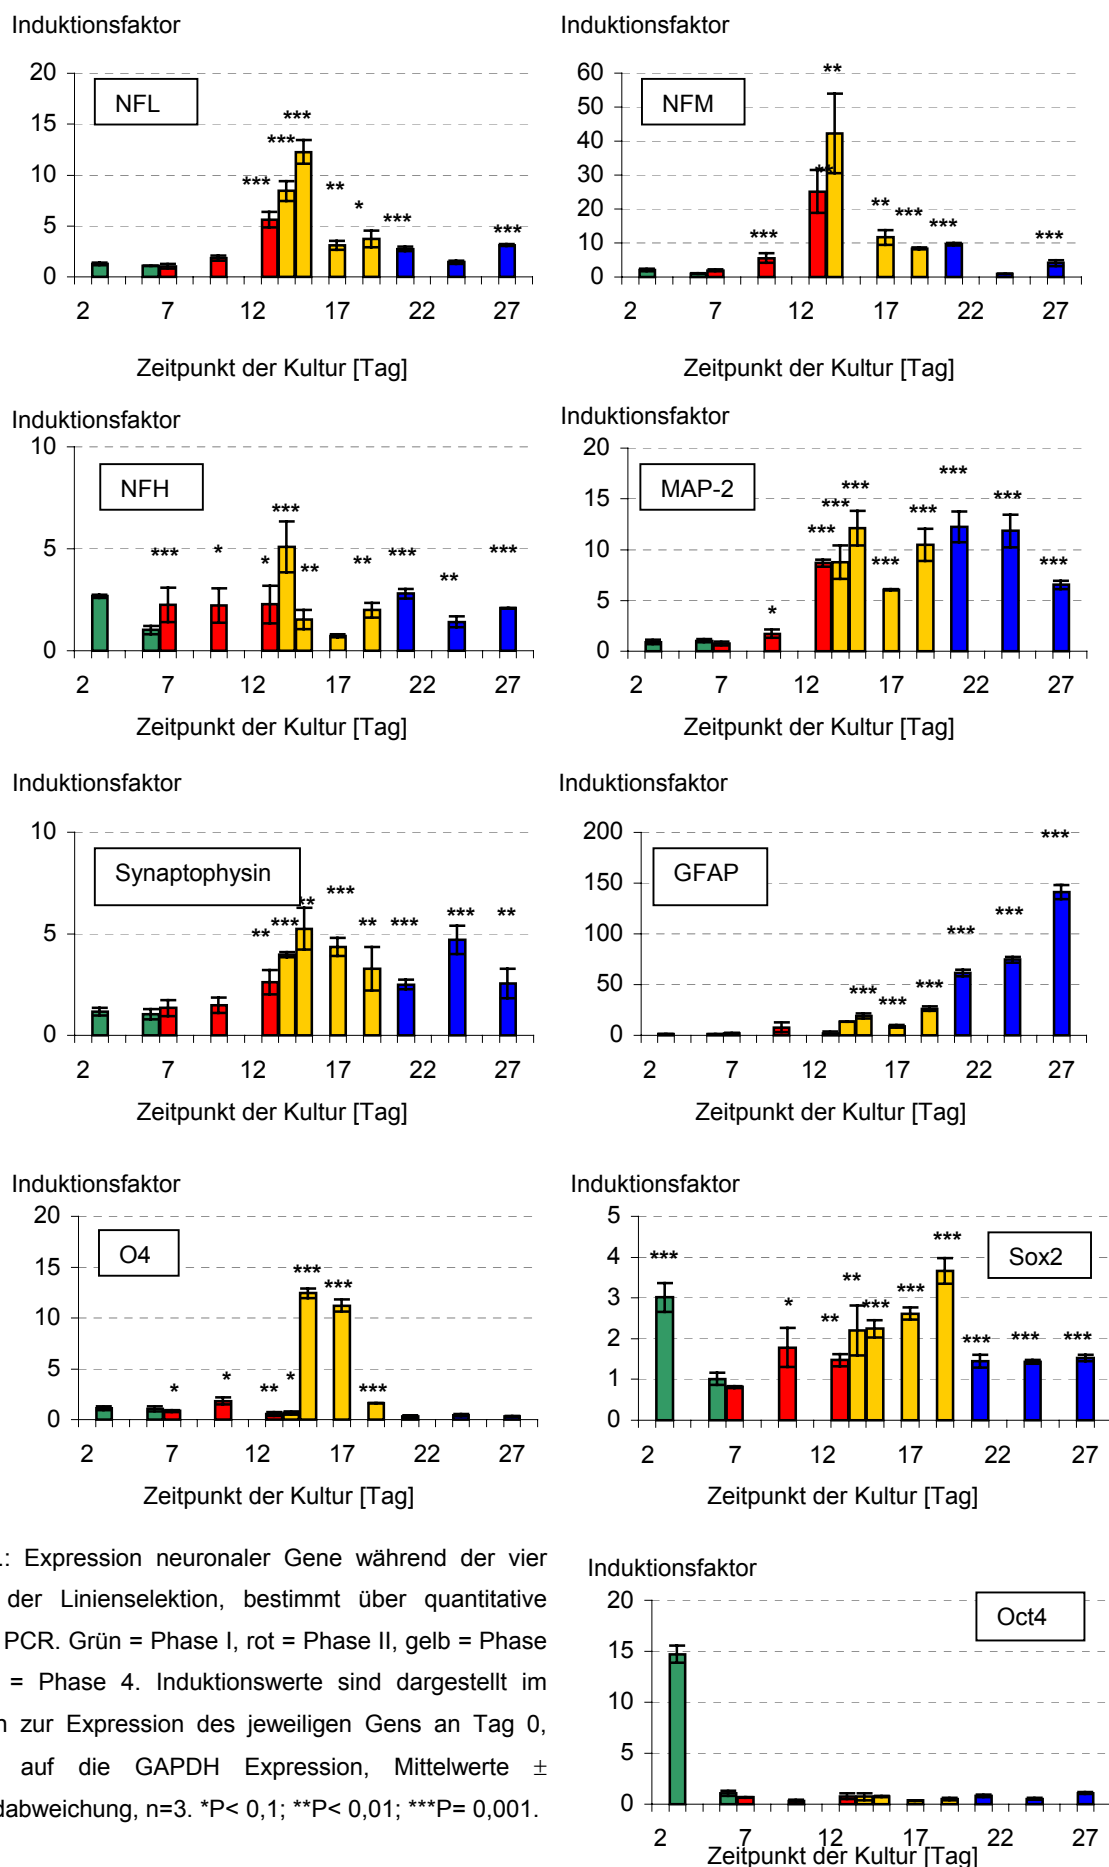 Induktionsfaktor
20
15
10
5
0
NFL
*** *** *** ** * *** ***
2 7 12 17 22 27
Zeitpunkt der Kultur [Tag]
Induktionsfaktor
60
50
40
30
20
10
0
NFM
*** ** ** ** *** *** ***
2 7 12 17 22 27
Zeitpunkt der Kultur [Tag]
Induktionsfaktor
10
5
0
NFH
*** * * *** ** ** *** ** ***
2 7 12 17 22 27
Zeitpunkt der Kultur [Tag]
Induktionsfaktor
20
15
10
5
0
MAP-2
* *** *** *** *** *** *** *** ***
2 7 12 17 22 27
Zeitpunkt der Kultur [Tag]
Induktionsfaktor
10
5
0
Synaptophysin
** *** ** *** ** *** *** **
2 7 12 17 22 27
Zeitpunkt der Kultur [Tag]
Induktionsfaktor
200
150
100
50
0
GFAP
*** *** *** *** *** ***
2 7 12 17 22 27
Zeitpunkt der Kultur [Tag]
Induktionsfaktor
20
15
10
5
0
O4
* * ** * *** *** ***
2 7 12 17 22 27
Zeitpunkt der Kultur [Tag]
Induktionsfaktor
5
4
3
2
1
0
Sox2
*** * ** ** *** *** *** *** *** ***
2 7 12 17 22 27
Zeitpunkt der Kultur [Tag]
.: Expression neuronaler Gene während der vier
der Linienselektion, bestimmt über quantitative
PCR. Grün = Phase I, rot = Phase II, gelb = Phase
= Phase 4. Induktionswerte sind dargestellt im
zur Expression des jeweiligen Gens an Tag 0,
auf die GAPDH Expression, Mittelwerte ±
dabweichung, n=3. *P< 0,1; **P< 0,01; ***P= 0,001.
Induktionsfaktor
20
15
10
5
0
Oct4
2 7 12 17 22 27
Zeitpunkt der Kultur [Tag]